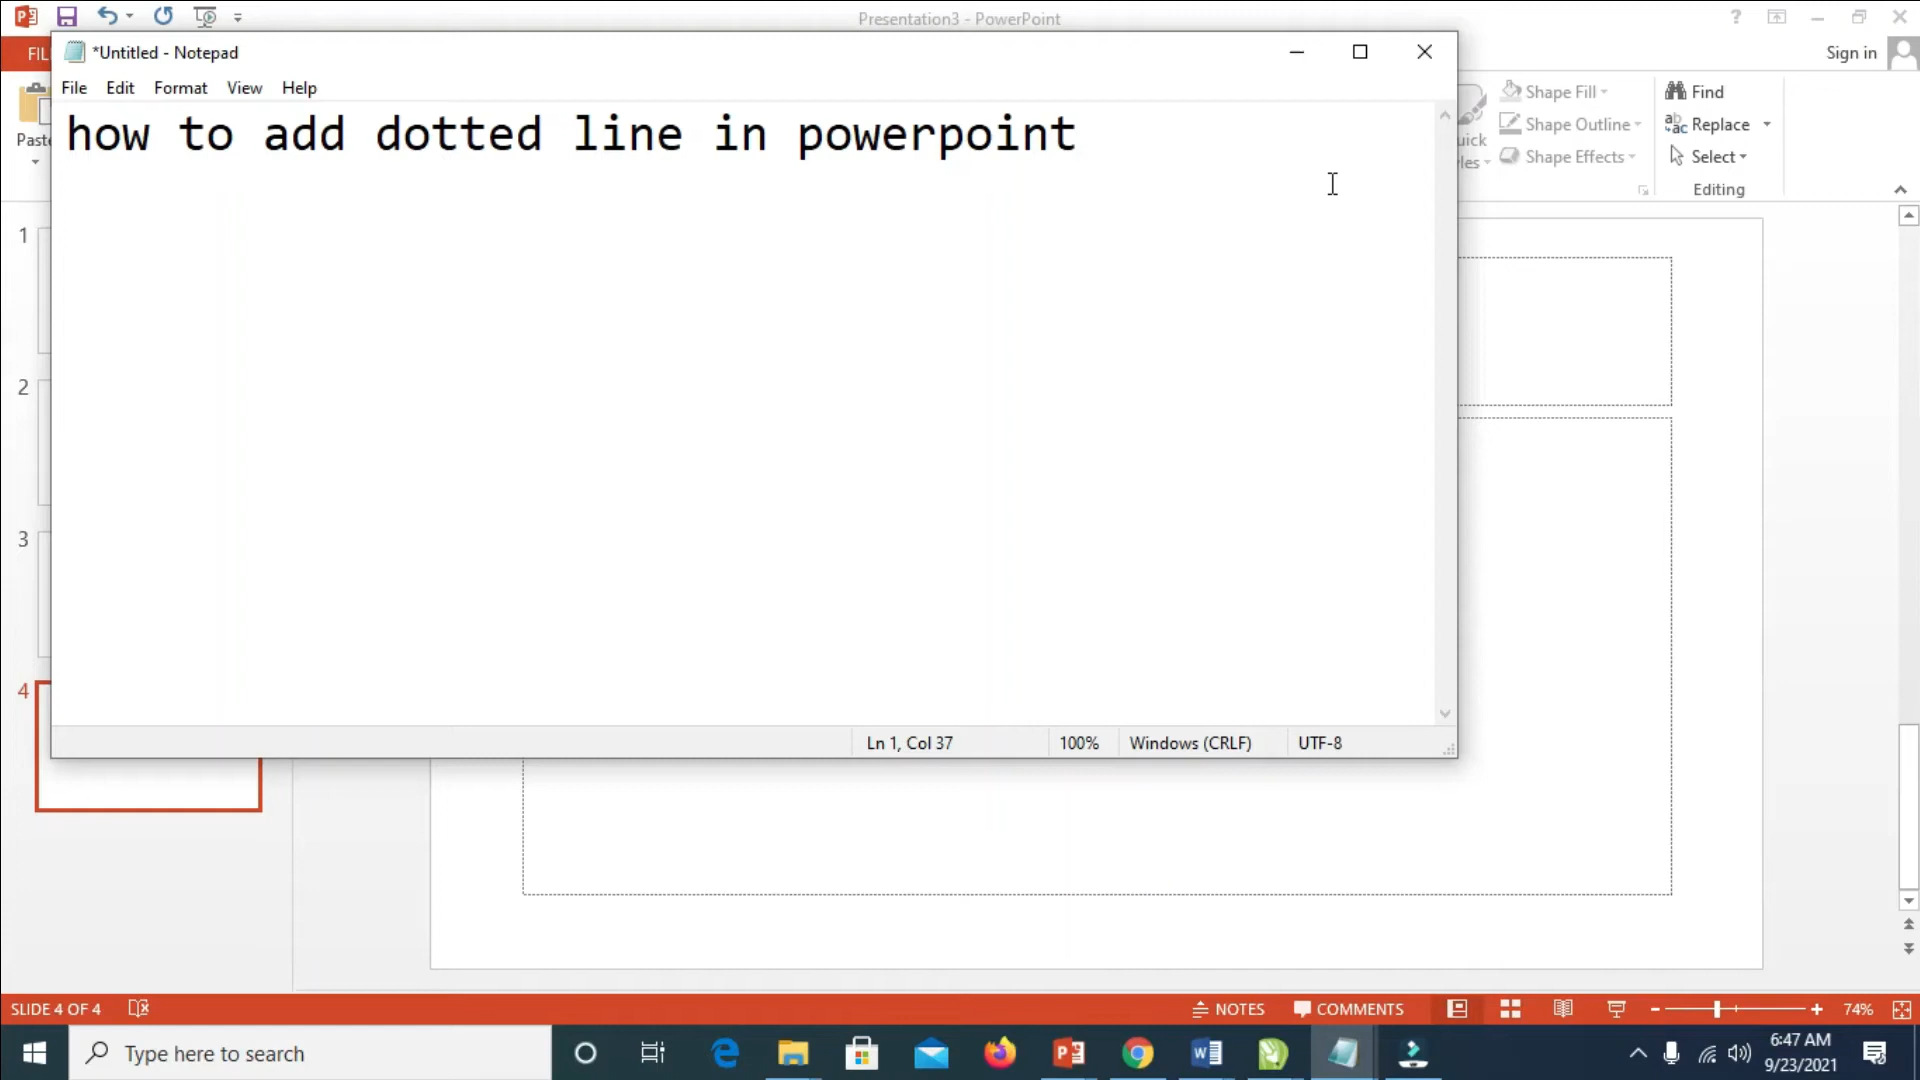 Presentation3 - PowerPoint
?
FIL
Sign in
*Untitled - Notepad
File Edit Format View Help
how to add dotted line in powerpoint
Paste
Shape Fill
Shape Outline
Shape Effects
Find
Replace
Select
Editing
1
2
3
4
Ln 1, Col 37 100% Windows (CRLF) UTF-8
SLIDE 4 OF 4 NOTES COMMENTS 74%
Type here to search
6:47 AM
9/23/2021